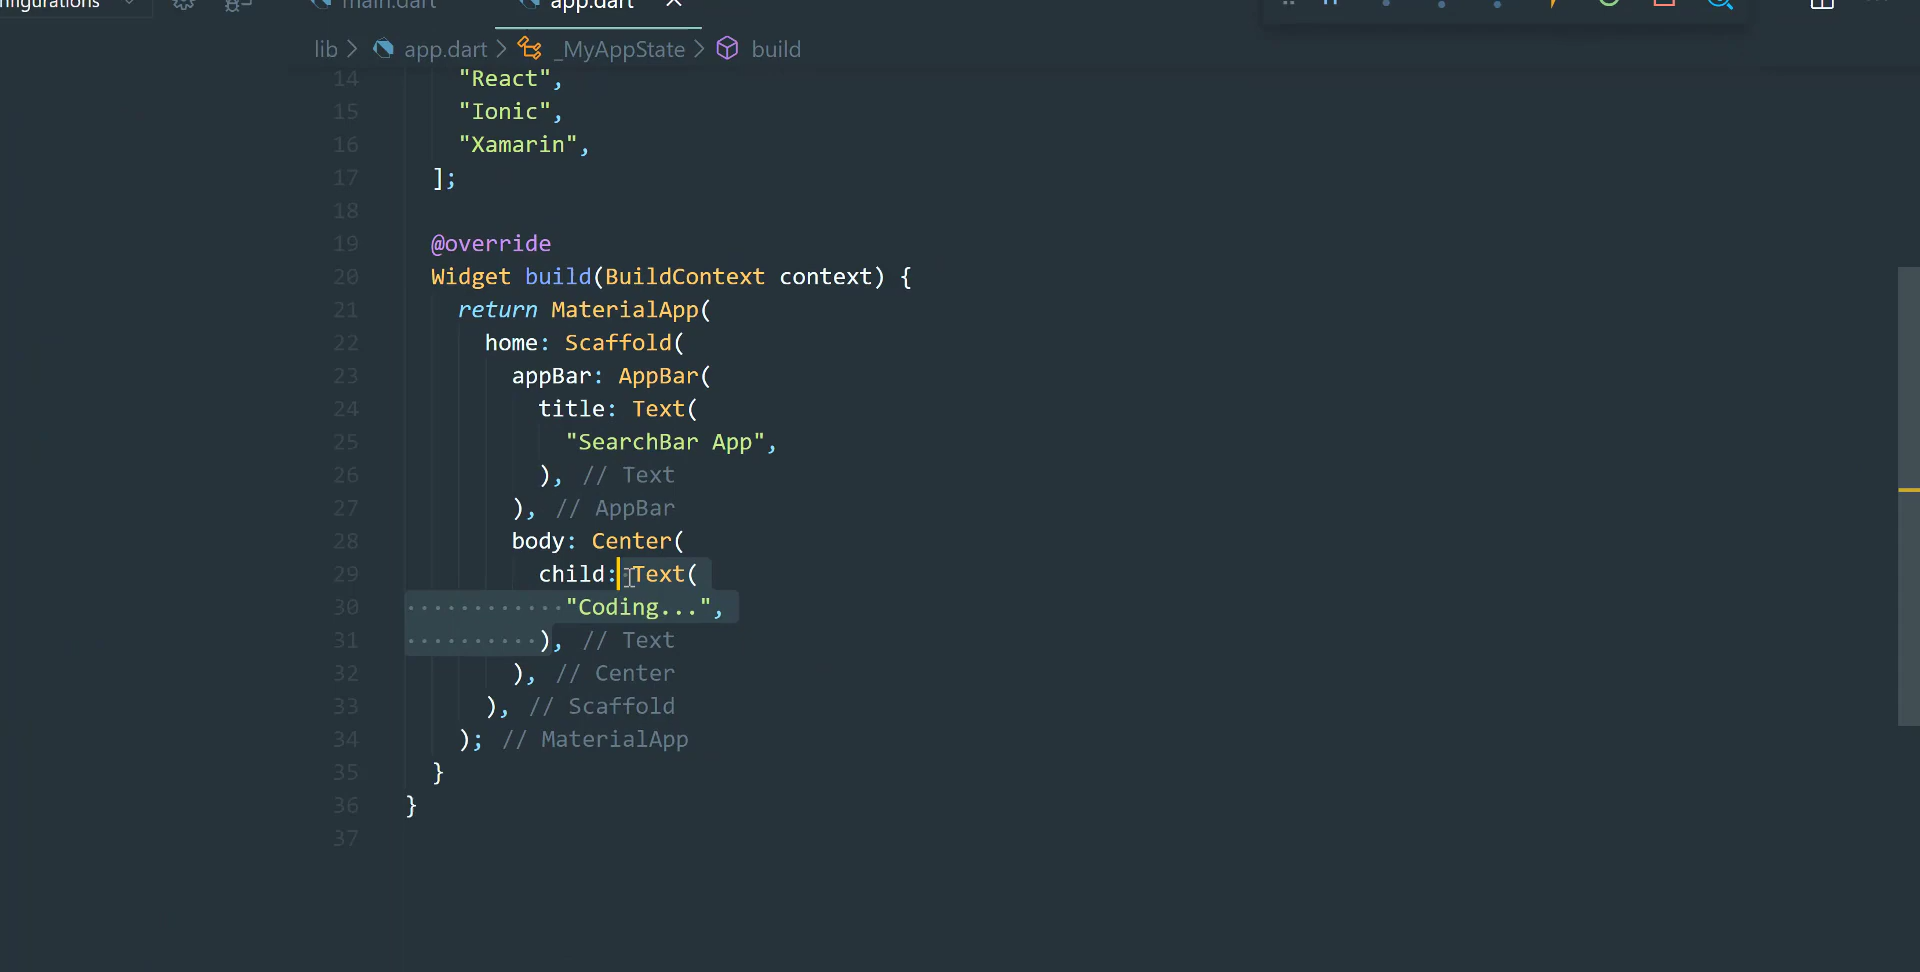 nfigurations
main.dart
app.dart
lib > app.dart > _MyAppState > build
14 "React",
15 "Ionic",
16 "Xamarin",
17 ];
18
19 @override
20 Widget build(BuildContext context) {
21 return MaterialApp(
22 home: Scaffold(
23 appBar: AppBar(
24 title: Text(
25 "SearchBar App",
26 ), // Text
27 ), // AppBar
28 body: Center(
29 child: Text(
30 "Coding...",
31 ), // Text
32 ), // Center
33 ), // Scaffold
34 ); // MaterialApp
35 }
36 }
37